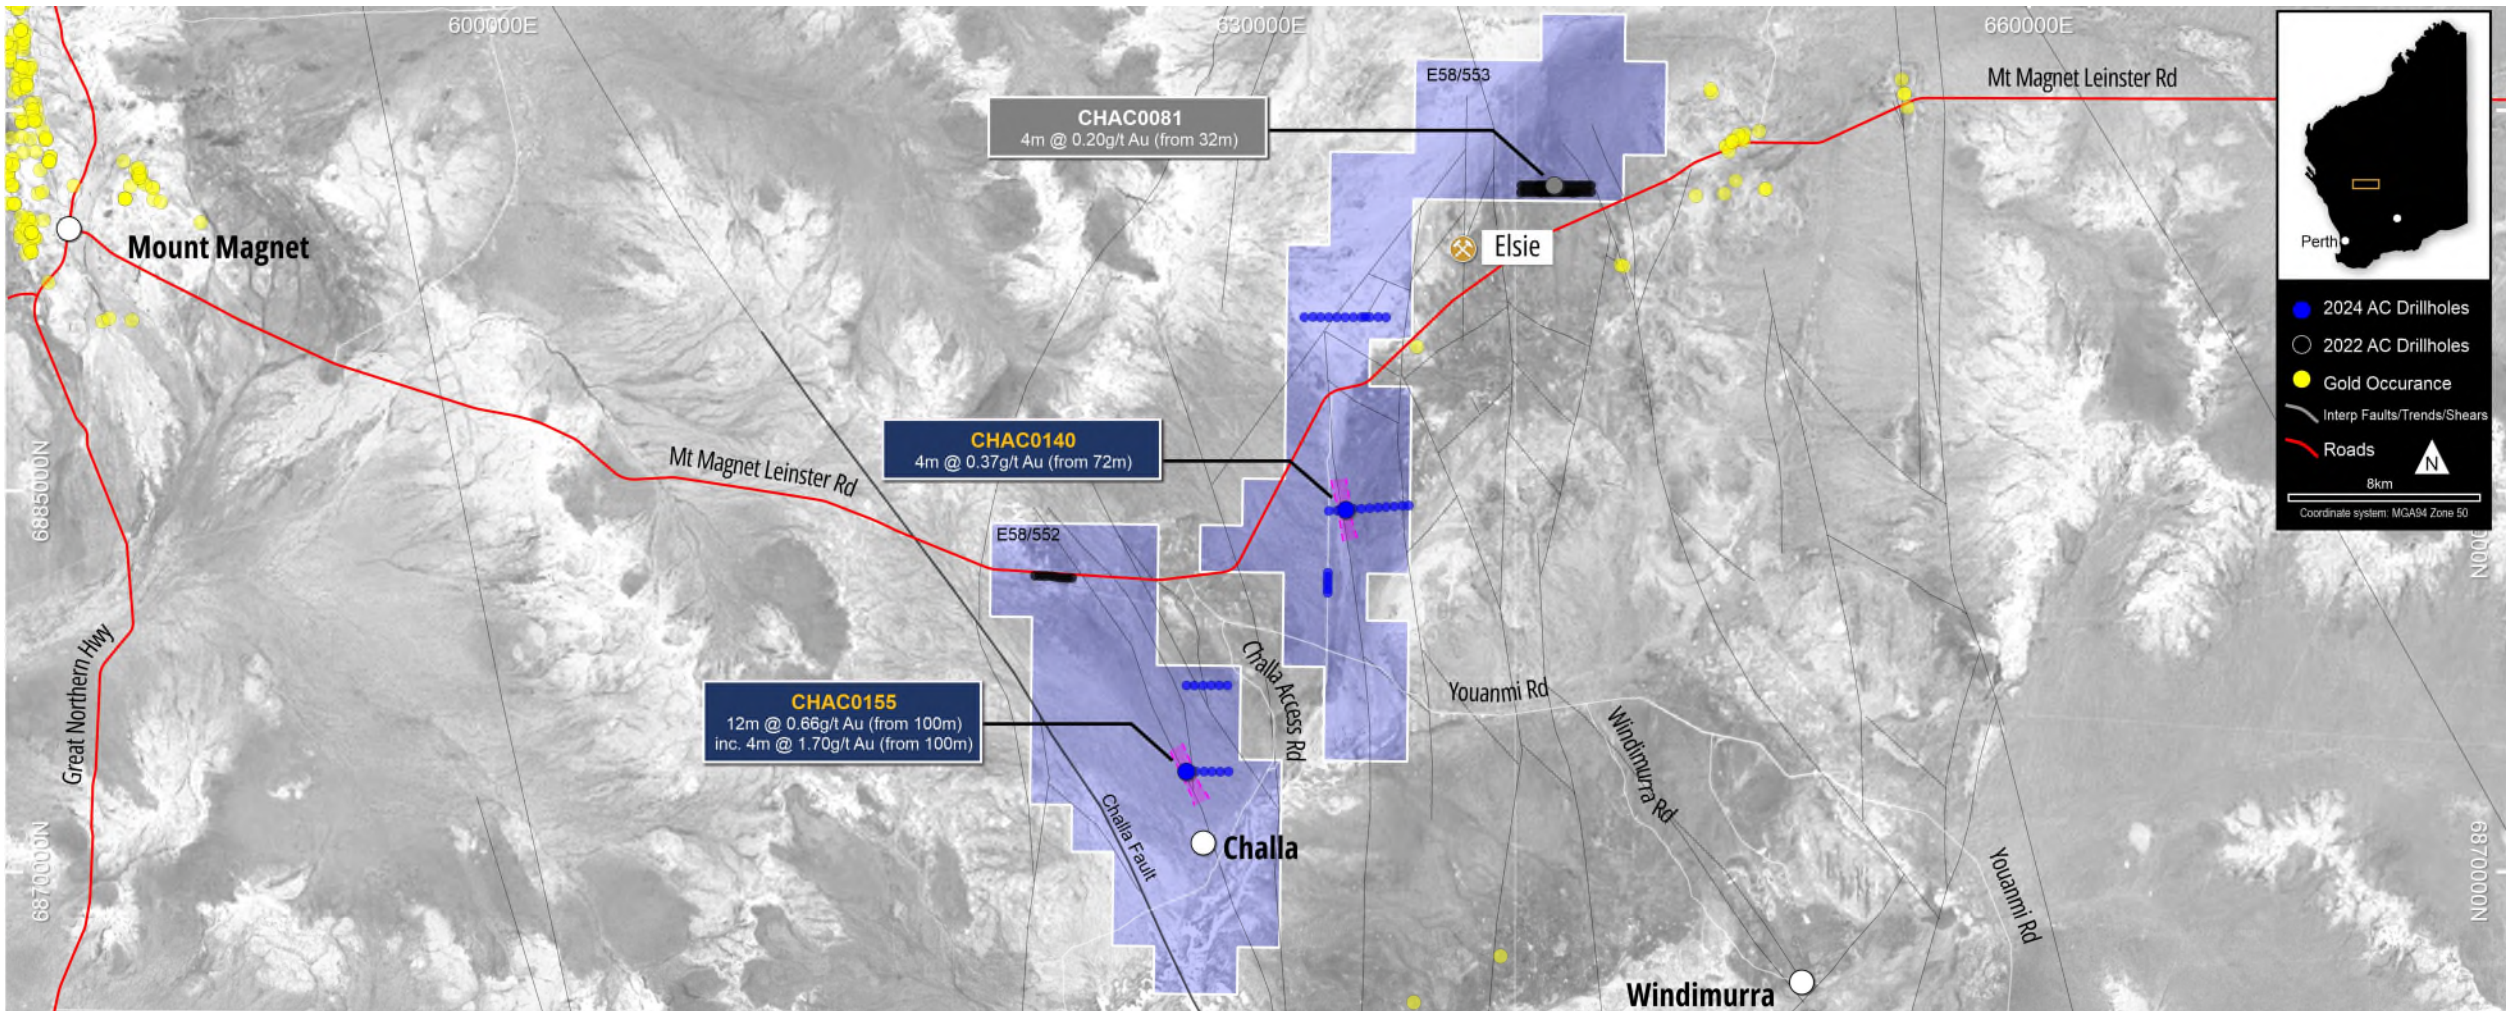 600000E
630000E
660000E
Mt Magnet Leinster Rd
E58/553
CHAC0081
4m @ 0.20g/t Au (from 32m)
Mount Magnet
Elsie
Perth
2024 AC Drillholes
2022 AC Drillholes
Gold Occurance
Interp Faults/Trends/Shears
Roads
N
8km
Coordinate system: MGA94 Zone 50
CHAC0140
4m @ 0.37g/t Au (from 72m)
Mt Magnet Leinster Rd
6885000N
E58/552
Great Northern Hwy
Challa Access Rd
Youanmi Rd
CHAC0155
12m @ 0.66g/t Au (from 100m)
inc. 4m @ 1.70g/t Au (from 100m)
Windimurra Rd
Challa Fault
Challa
6870000N
6870000N
Youanmi Rd
Windimurra